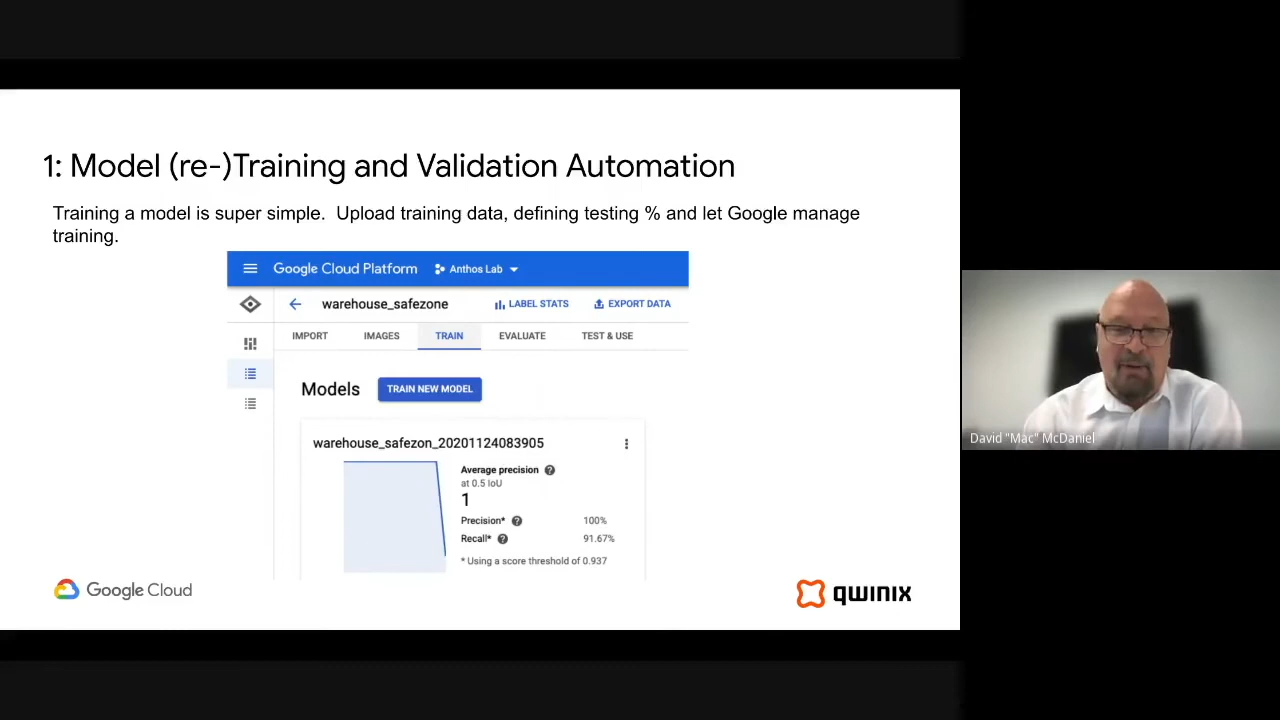 1: Model (re-)Training and Validation Automation
Training a model is super simple.  Upload training data, defining testing % and let Google manage
training.
Google Cloud Platform
Anthos Lab
warehouse_safezone
LABEL STATS
EXPORT DATA
IMPORT
IMAGES
TRAIN
EVALUATE
TEST & USE
Models
TRAIN NEW MODEL
warehouse_safezon_20201124083905
Average precision
at 0.5 IoU
1
Precision* 100%
Recall* 91.67%
* Using a score threshold of 0.937
Google Cloud
qwinix
David "Mac" McDaniel